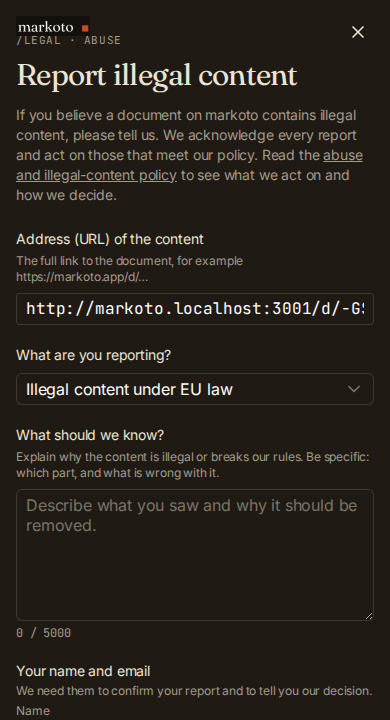 markoto
/LEGAL · ABUSE
Report illegal content
If you believe a document on markoto contains illegal
content, please tell us. We acknowledge every report
and act on those that meet our policy. Read the abuse
and illegal-content policy to see what we act on and
how we decide.
Address (URL) of the content
The full link to the document, for example
https://markoto.app/d/…
http://markoto.localhost:3001/d/-GS
What are you reporting?
Illegal content under EU law
What should we know?
Explain why the content is illegal or breaks our rules. Be specific:
which part, and what is wrong with it.
Describe what you saw and why it should be
removed.
0 / 5000
Your name and email
We need them to confirm your report and to tell you our decision.
Name